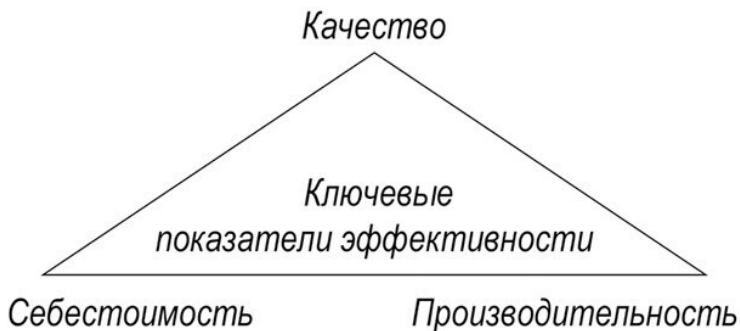 Качество
Ключевые
показатели эффективности
Себестоимость
Производительность